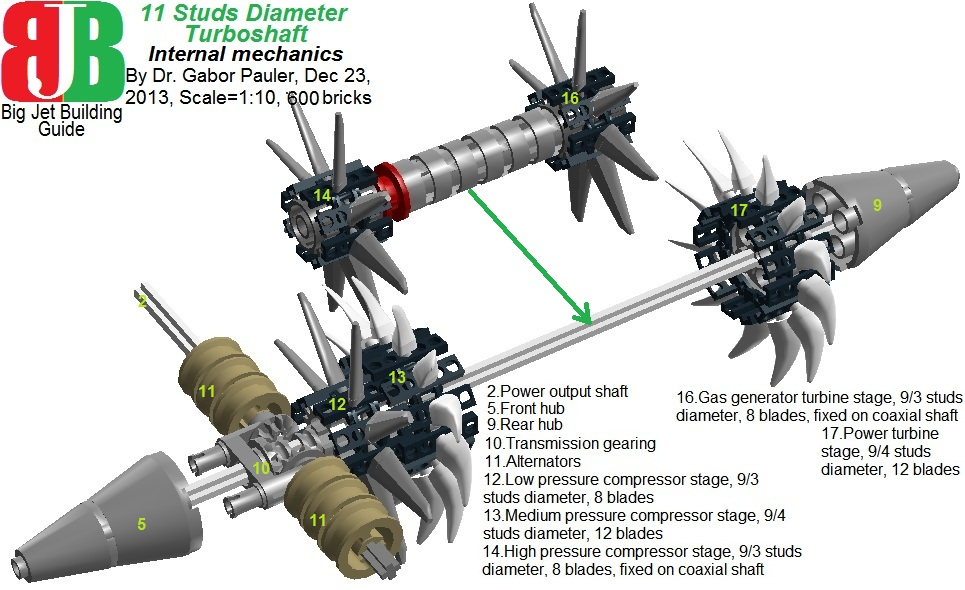 BJB
Big Jet Building
Guide
11 Studs Diameter
Turboshaft
Internal mechanics
By Dr. Gabor Pauler, Dec 23,
2013, Scale=1:10, 600 bricks
16
14
17
9
2
11
13
12
10
5
11
2.Power output shaft
5.Front hub
9.Rear hub
10.Transmission gearing
11.Alternators
12.Low pressure compressor stage, 9/3
studs diameter, 8 blades
13.Medium pressure compressor stage, 9/4
studs diameter, 12 blades
14.High pressure compressor stage, 9/3 studs
diameter, 8 blades, fixed on coaxial shaft
16.Gas generator turbine stage, 9/3 studs
diameter, 8 blades, fixed on coaxial shaft
17.Power turbine
stage, 9/4 studs
diameter, 12 blades